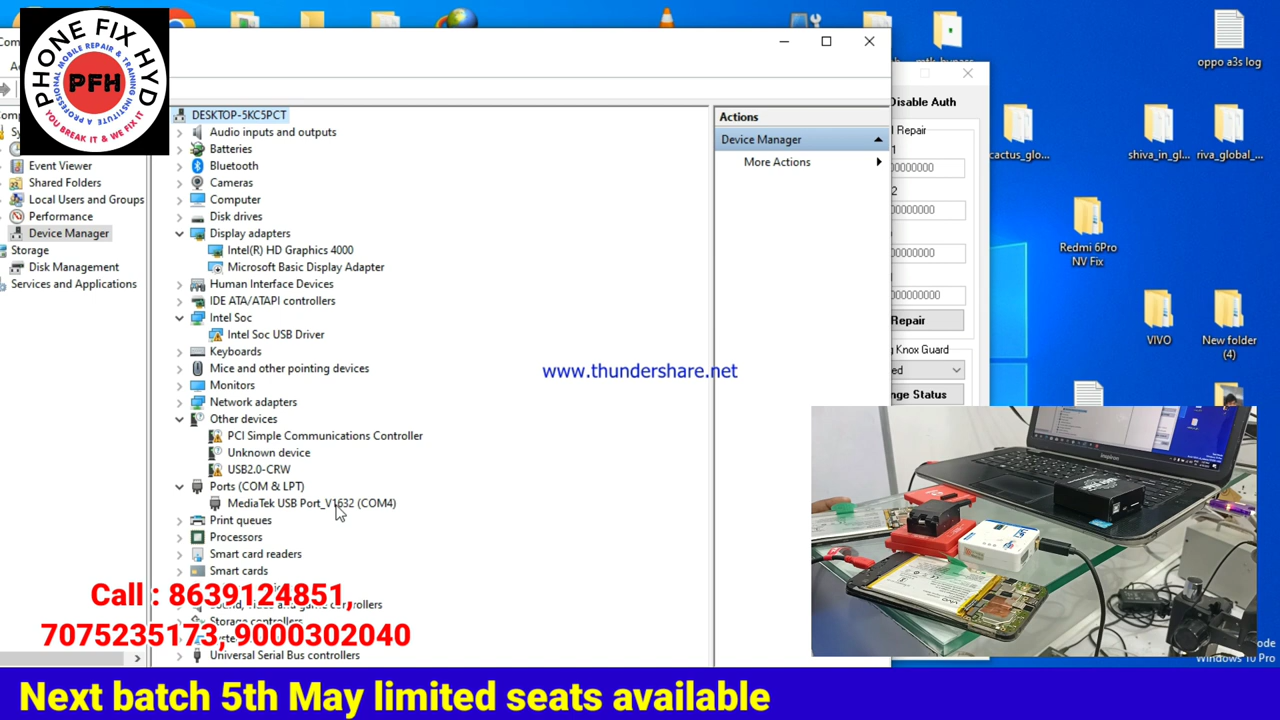 PHONE FIX HYD
PROFESSIONAL MOBILE REPAIR & TRAINING INSTITUTE
PFH
YOU BREAK IT & WE FIX IT
oppo a3s log
DESKTOP-5KC5PCT
Audio inputs and outputs
Batteries
Bluetooth
Cameras
Computer
Disk drives
Display adapters
Intel(R) HD Graphics 4000
Microsoft Basic Display Adapter
Human Interface Devices
IDE ATA/ATAPI controllers
Intel Soc
Intel Soc USB Driver
Keyboards
Mice and other pointing devices
Monitors
Network adapters
Other devices
PCI Simple Communications Controller
Unknown device
USB2.0-CRW
Ports (COM & LPT)
MediaTek USB Port_V1632 (COM4)
Print queues
Processors
Smart card readers
Smart cards
Universal Serial Bus controllers
Event Viewer
Shared Folders
Local Users and Groups
Performance
Device Manager
Storage
Disk Management
Services and Applications
Actions
Device Manager
More Actions
Disable Auth
Repair
Repair
Knox Guard
Status
cactus_glo...
shiva_in_gl...
riva_global_...
Redmi 6Pro
NV Fix
VIVO
New folder
(4)
www.thundershare.net
inspiron
Windows 10 Pro
Call : 8639124851,
7075235173, 9000302040
Next batch 5th May limited seats available